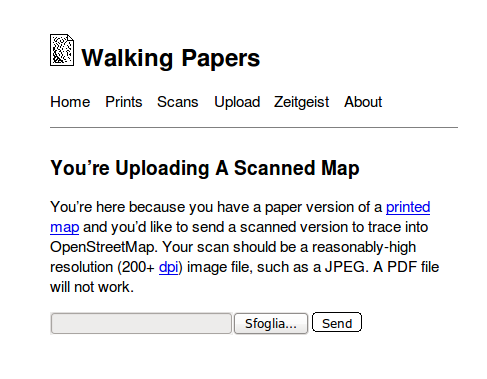 Walking Papers
Home Prints Scans Upload Zeitgeist About
You’re Uploading A Scanned Map
You’re here because you have a paper version of a printed
map and you’d like to send a scanned version to trace into
OpenStreetMap. Your scan should be a reasonably-high
resolution (200+ dpi) image file, such as a JPEG. A PDF file
will not work.
Sfoglia... Send